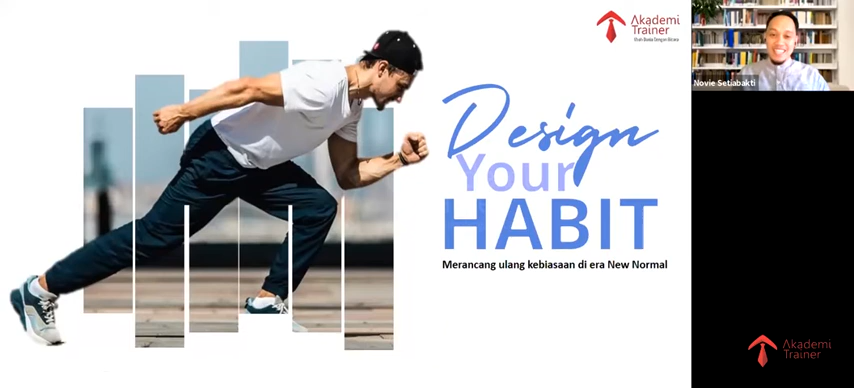 Akademi
Trainer
Novie Setiabakti
Design
Your
HABIT
Merancang ulang kebiasaan di era New Normal
Akademi
Trainer